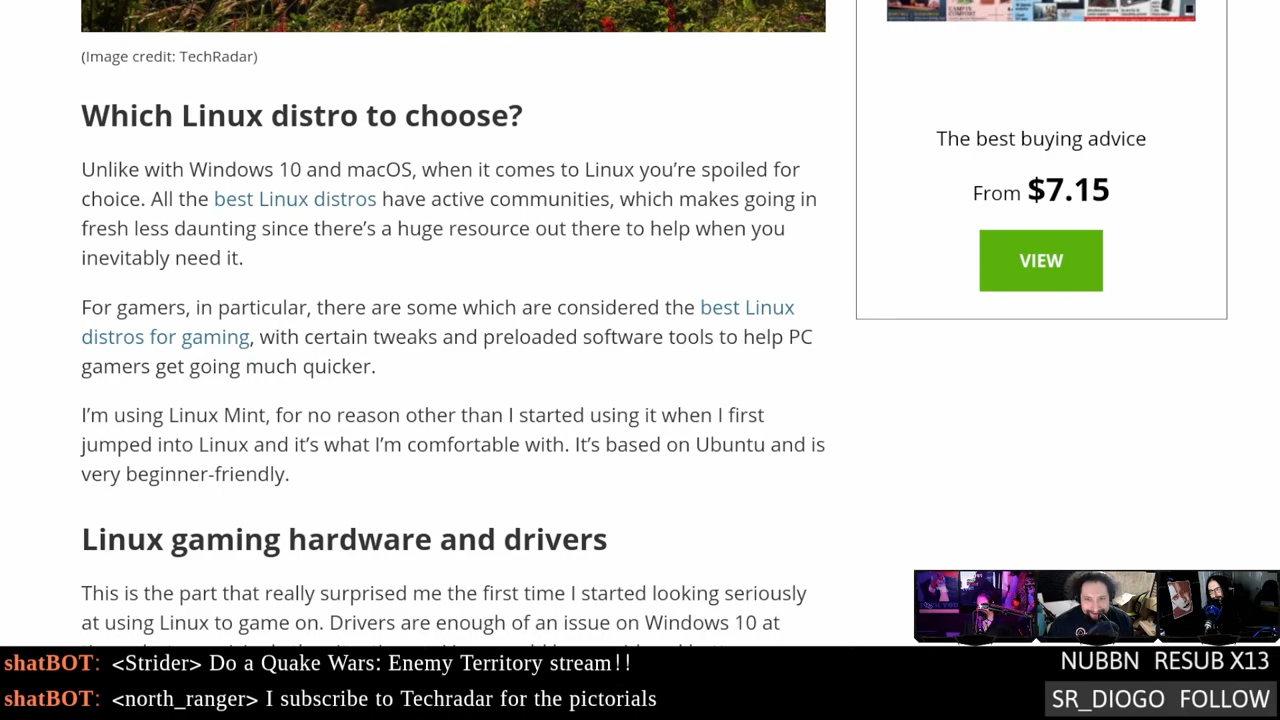 (Image credit: TechRadar)
Which Linux distro to choose?
Unlike with Windows 10 and macOS, when it comes to Linux you’re spoiled for
choice. All the best Linux distros have active communities, which makes going in
fresh less daunting since there’s a huge resource out there to help when you
inevitably need it.
For gamers, in particular, there are some which are considered the best Linux
distros for gaming, with certain tweaks and preloaded software tools to help PC
gamers get going much quicker.
I’m using Linux Mint, for no reason other than I started using it when I first
jumped into Linux and it’s what I’m comfortable with. It’s based on Ubuntu and is
very beginner-friendly.
Linux gaming hardware and drivers
This is the part that really surprised me the first time I started looking seriously
at using Linux to game on. Drivers are enough of an issue on Windows 10 at
The best buying advice
From $7.15
VIEW
shatBOT: <Strider> Do a Quake Wars: Enemy Territory stream!!
shatBOT: <north_ranger> I subscribe to Techradar for the pictorials
NUBBN RESUB X13
SR_DIOGO FOLLOW